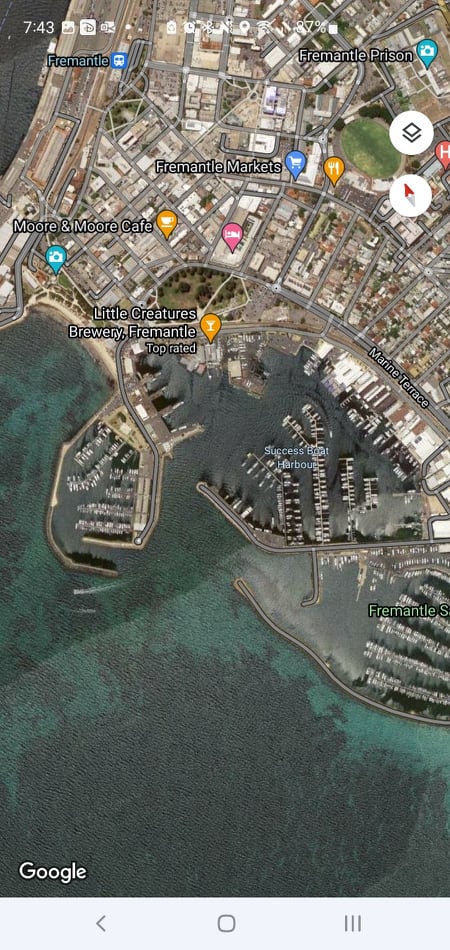 7:43
87%
Fremantle
Fremantle Prison
H
Fremantle Markets
Moore & Moore Cafe
Little Creatures
Brewery, Fremantle
Top rated
Marine Terrace
Success Boat
Harbour
Fremantle Sa
Google